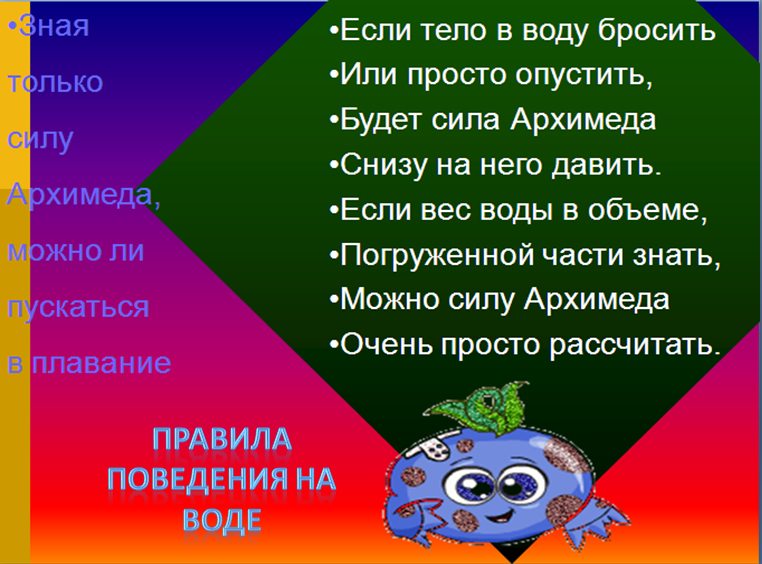 •Зная
только
силу
Архимеда,
можно ли
пускаться
в плавание
•Если тело в воду бросить
•Или просто опустить,
•Будет сила Архимеда
•Снизу на него давить.
•Если вес воды в объеме,
•Погруженной части знать,
•Можно силу Архимеда
•Очень просто рассчитать.
ПРАВИЛА
ПОВЕДЕНИЯ НА
ВОДЕ